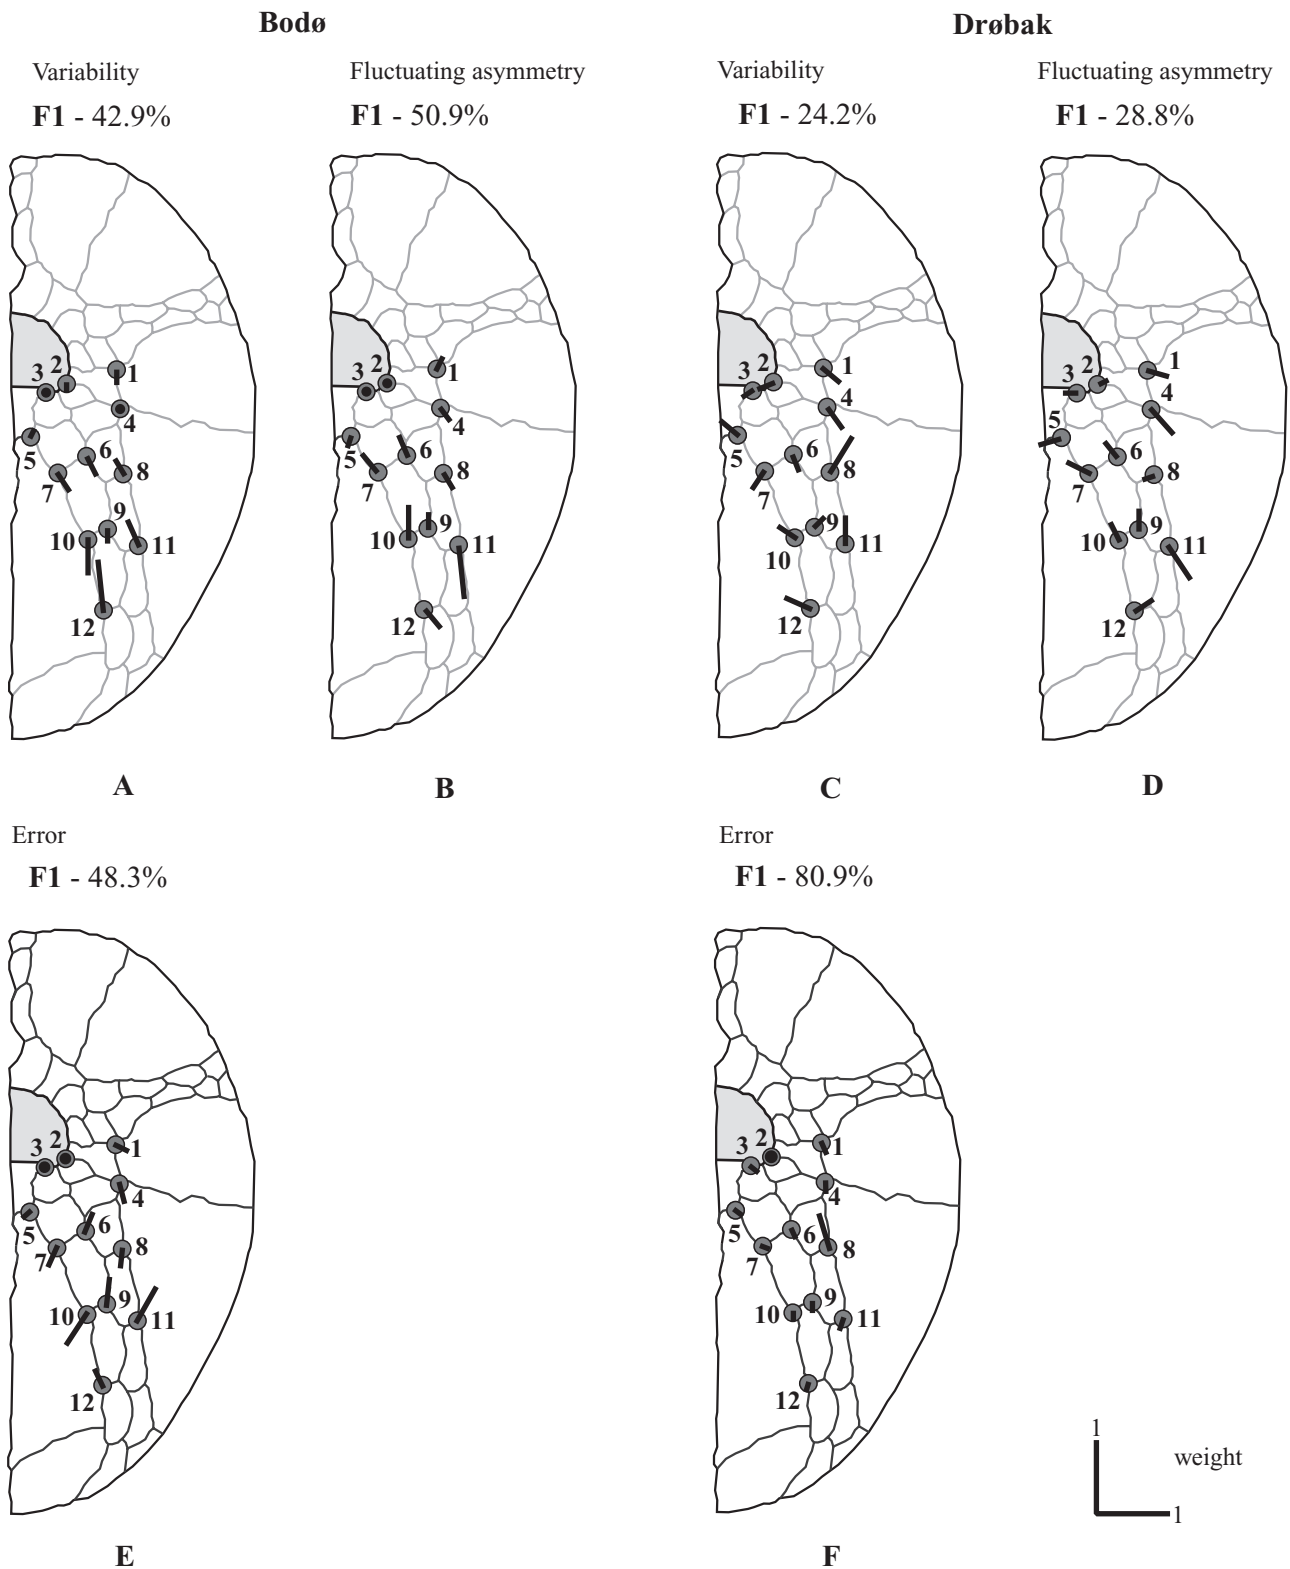 Bodø
Drøbak
Variability
Fluctuating asymmetry
Variability
Fluctuating asymmetry
F1 - 42.9%
F1 - 50.9%
F1 - 24.2%
F1 - 28.8%
3 2 1
4
5 6
7 8
9
10 11
12
2
3 1
4
5 6
7 8
9
10 11
12
3 2 1
4
5 6
7 8
9
10 11
12
3 2 1
4
5 6
7 8
9
10 11
12
A
B
C
D
Error
Error
F1 - 48.3%
F1 - 80.9%
3 2 1
4
5 6
7 8
9
10 11
12
3 2 1
4
5 6
7 8
9
10 11
12
1
weight
1
E
F